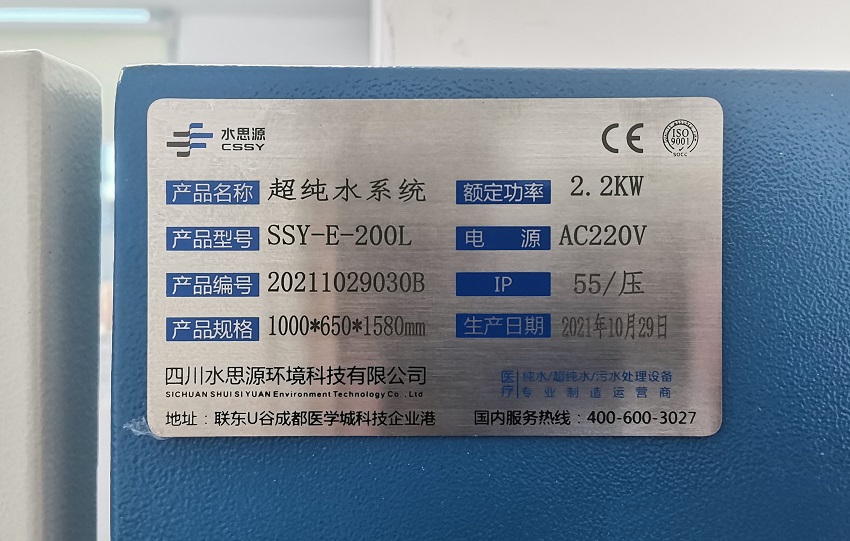 水思源
CSSY
CE
ISO
9001
SGCC
产品名称 超纯水系统 额定功率 2.2KW
产品型号 SSY-E-200L 电 源 AC220V
产品编号 20211029030B IP 55/压
产品规格 1000*650*1580mm 生产日期 2021年10月29日
四川水思源环境科技有限公司
SICHUAN SHUI SI YUAN Environment Technology Co., Ltd
医疗 纯水/超纯水/污水处理设备
专业制造运营商
地址：联东U谷成都医学城科技企业港 国内服务热线：400-600-3027